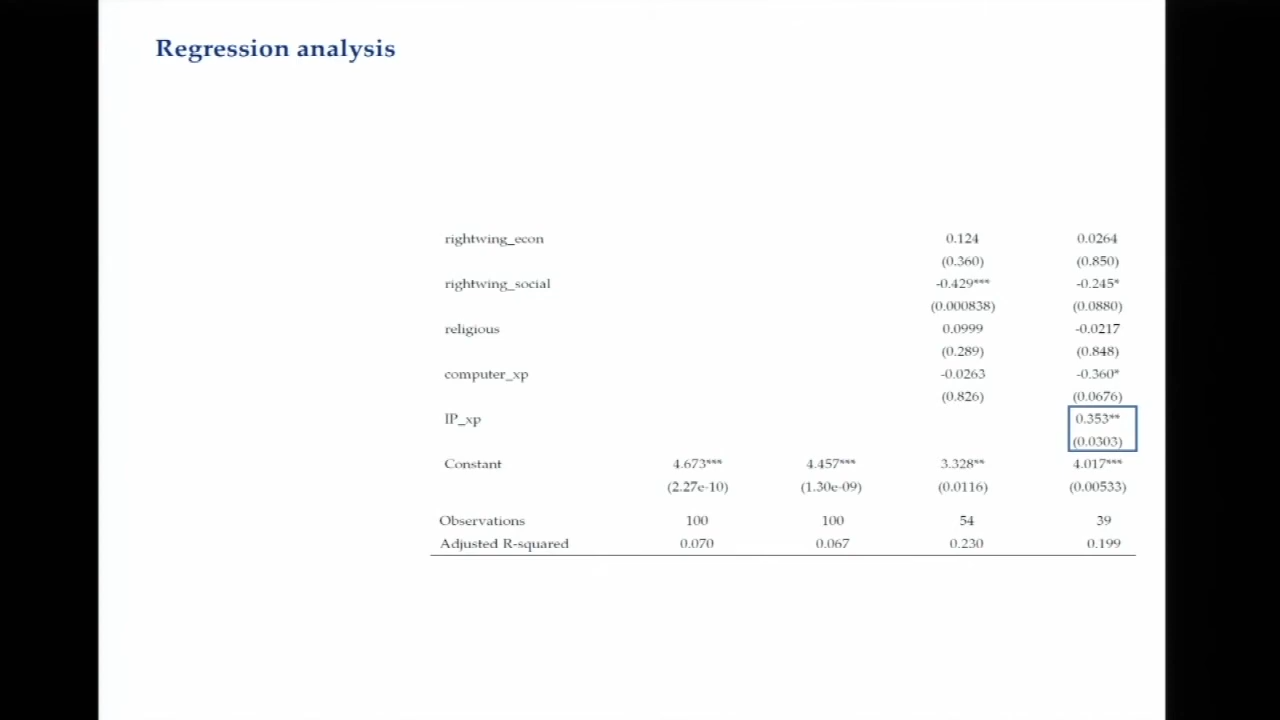 Regression analysis
rightwing_econ 0.124 0.0264
(0.360) (0.850)
rightwing_social -0.429*** -0.245*
(0.000838) (0.0880)
religious 0.0999 -0.0217
(0.289) (0.848)
computer_xp -0.0263 -0.360*
(0.826) (0.0676)
IP_xp 0.353**
(0.0303)
Constant 4.673*** 4.457*** 3.328** 4.017***
(2.27e-10) (1.30e-09) (0.0116) (0.00533)
Observations 100 100 54 39
Adjusted R-squared 0.070 0.067 0.230 0.199